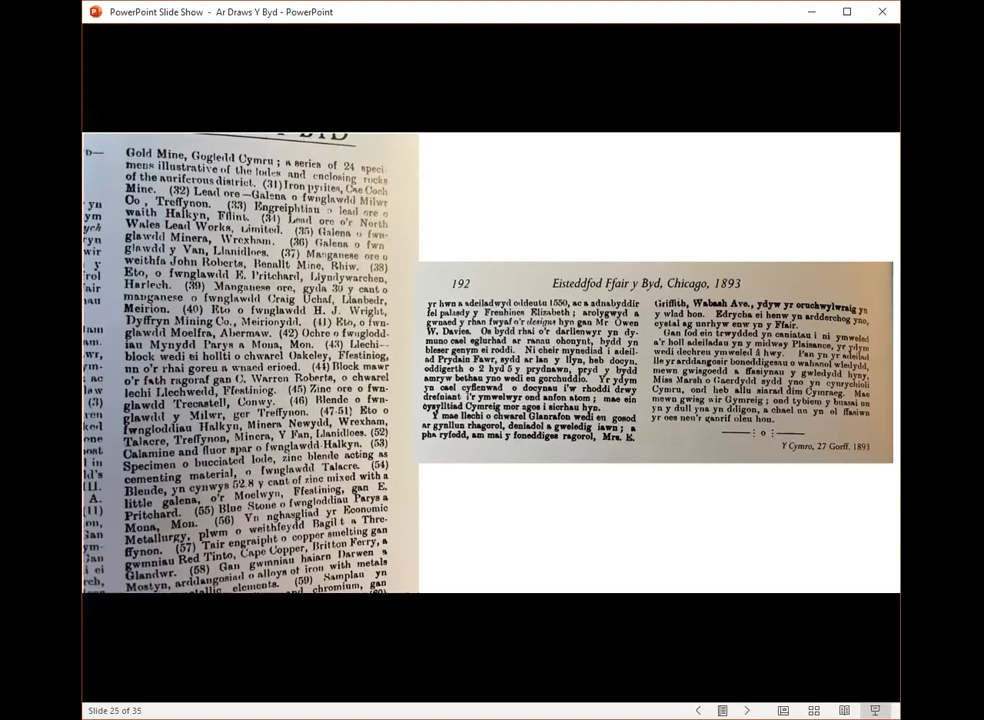 PowerPoint Slide Show - Ar Draws Y Byd - PowerPoint
Gold Mine, Gogledd Cymru ; a series of 24 speci-
mens illustrative of the lodes and enclosing rocks
of the auriferous district. (31) Iron pyrites, Cae Coch
Mine. (32) Lead ore—Galena o fwnglawdd Milwr
Co , Treffynon. (33) Engreiphtiau o lead ore o
waith Halkyn, Fflint. (34) Lead ore o'r North
Wales Lead Works, Limited. (35) Galena o fwn-
glawdd Minera, Wrexham. (36) Galena o fwn
glawdd y Van, Llanidloes. (37) Manganese ore o
weithfa John Roberts, Benallt Mine, Rhiw. (38)
Eto, o fwnglawdd E. Pritchard, Llyndywarchen,
Harlech. (39) Manganese ore, gyda 30 y cant o
manganese o fwnglawdd Craig Uchaf, Llanbedr,
Meirion. (40) Eto o fwnglawdd H. J. Wright,
Dyffryn Mining Co., Meirionydd. (41) Eto, o fwn-
glawdd Moelfra, Abermaw. (42) Ochre o fwnglodd-
iau Mynydd Parys a Mona, Mon. (43) Llechi—
block wedi ei hollti o chwarel Oakeley, Ffestiniog,
un o'r rhai goreu a wnaed erioed. (44) Block mawr
o'r fath ragoraf gan C. Warren Roberts, o chwarel
lechi Llechwedd, Ffestiniog. (45) Zinc ore o fwn-
glawdd Trecastell, Conwy. (46) Blende o fwn-
glawdd y Milwr, ger Treffynon. (47-51) Eto o
fwngloddiau Halkyn, Minera Newydd, Wrexham,
Talacre, Treffynon, Minera, Y Fan, Llanidloes. (52)
Calamine and fluor spar o fwnglawdd Halkyn. (53)
Specimen o bucciated lode, zinc blende acting as
cementing material, o fwnglawdd Talacre. (54)
Blende, yn cynwys 52.8 y cant of zinc mixed with a
little galena, o'r Moelwyn, Ffestiniog, gan E.
Pritchard. (55) Blue Stone o fwngloddiau Parys a
Mona, Mon. (56) Yn nghasgliad yr Economic
Metallurgy, plwm o weithfeydd Bagillt a Thre-
ffynon. (57) Tair engraipht o copper smelting gan
gwmniau Red Tinto, Cape Copper, Britton Ferry, a
Glandwr. (58) Gan gwmniau haiarn Darwen a
Mostyn, arddangosiad o alloys of iron with metals
elements. (59) Samplau yn
and chromium, gan
192 Eisteddfod Ffair y Byd, Chicago, 1893
yr hwn a adeiladwyd oddeutu 1550, ac a adnabyddir
fel palasdy y Freuhines Elizabeth ; arolygwyd a
gwnaed y rhan fwyaf o'r designs hyn gan Mr Owen
W. Davies. Os bydd rhai o'r darllenwyr yn dy-
muno cael eglurhad ar ranau ohonynt, bydd yn
bleser genym ei roddi. Ni cheir mynediad i adeil-
ad Prydain Fawr, sydd ar lan y llyn, heb docyn,
oddigerth o 2 hyd 5 y prydnawn, pryd y bydd
amryw bethau yno wedi eu gorchuddio. Yr ydym
yn cael cyflenwad o docynau i'w rhoddi drwy
drefniant i'r ymwelwyr ond anfon atom ; mae ein
cysylltiad Cymreig mor agos i sicrhau hyn.
Y mae llechi o chwarel Glanrafon wedi eu gosod
ar gynllun rhagorol, deniadol a gweledig iawn ; a
pha ryfedd, am mai y foneddiges ragorol, Mrs. E.
Griffith, Wabash Ave., ydyw yr oruchwylwraig yn
y wlad hon. Edrycha ei henw yn ardderchog yno,
cystal ag unrhyw enw yn y Ffair.
Gan fod ein trwydded yn caniatau i ni ymweled
a'r holl adeiladau yn y midway Plaisance, yr ydym
wedi dechreu ymweled â hwy. Pan yn yr adeilad
lle yr arddangosir boneddigesau o wahanol wledydd,
mewn gwisgoedd a ffasiynau y gwledydd hyny,
Miss Marsh o Gaerdydd sydd yno yn cynrychioli
Cymru, ond heb allu siarad dim Cymraeg. Mae
mewn gwisg wir Gymreig ; ond tybiem y buasai un
yn y dull yna yn ddigon, a chael un yn ol ffasiwn
yr oes neu'r ganrif oleu hon.
Y Cymro, 27 Gorff. 1893
Slide 25 of 35